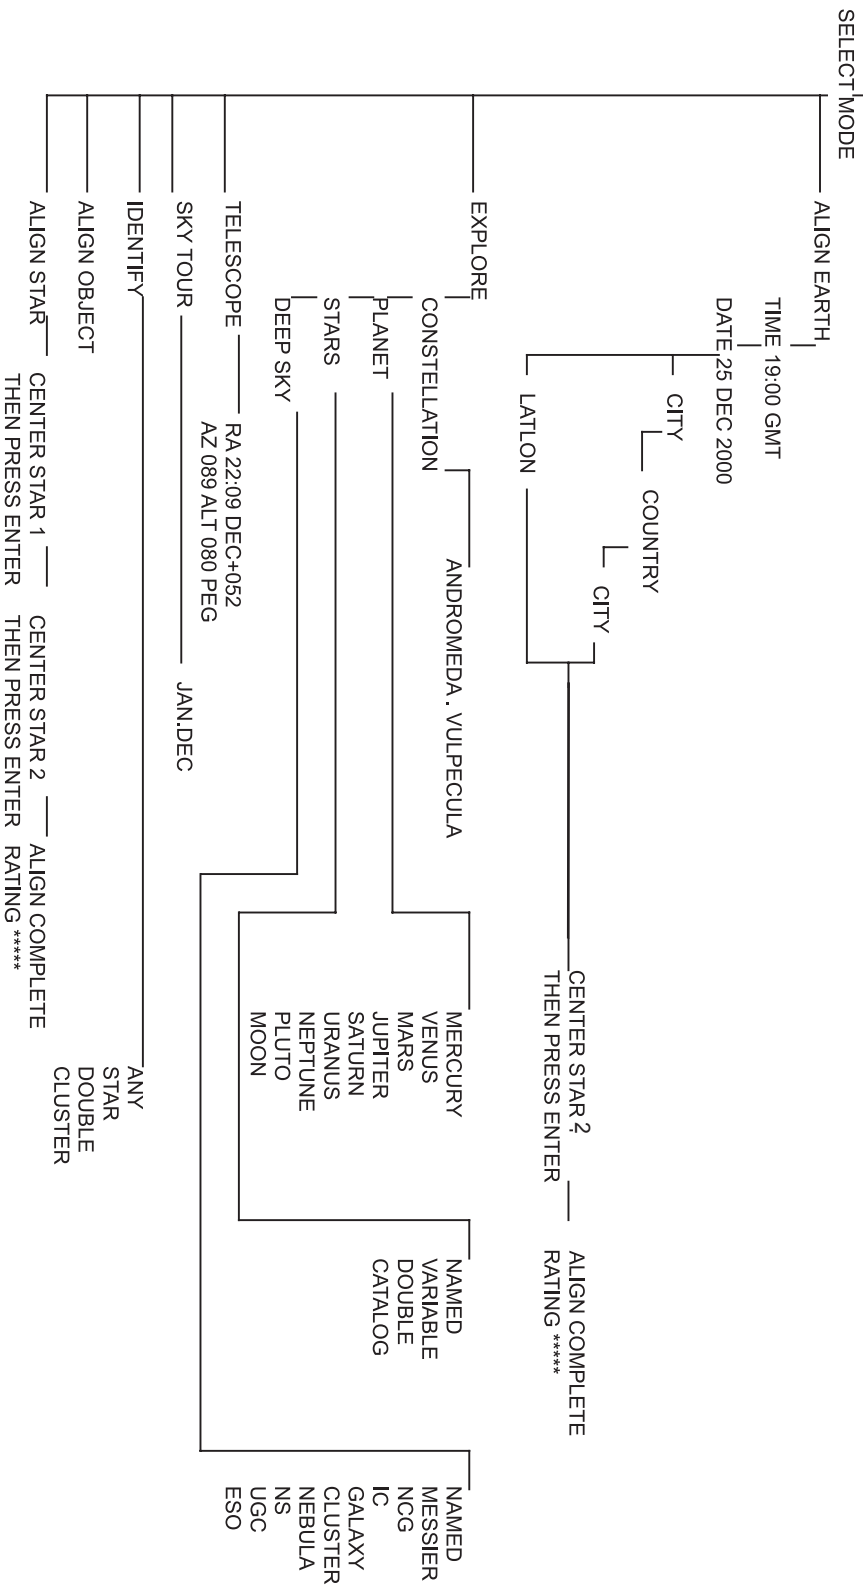 SELECT MODE
ALIGN EARTH
TIME 19:00 GMT
DATE 25 DEC 2000
CITY
COUNTRY
CITY
LATLON
CENTER STAR 2
THEN PRESS ENTER
ALIGN COMPLETE
RATING *****
EXPLORE
CONSTELLATION
ANDROMEDA . VULPECULA
PLANET
MERCURY
VENUS
MARS
JUPITER
SATURN
URANUS
NEPTUNE
PLUTO
MOON
STARS
NAMED
VARIABLE
DOUBLE
CATALOG
DEEP SKY
NAMED
MESSIER
NCG
IC
GALAXY
CLUSTER
NEBULA
NS
UGC
ESO
TELESCOPE
RA 22:09 DEC+052
AZ 089 ALT 080 PEG
SKY TOUR
JAN.DEC
IDENTIFY
ANY
STAR
DOUBLE
CLUSTER
ALIGN OBJECT
ALIGN STAR
CENTER STAR 1
THEN PRESS ENTER
CENTER STAR 2
THEN PRESS ENTER
ALIGN COMPLETE
RATING *****